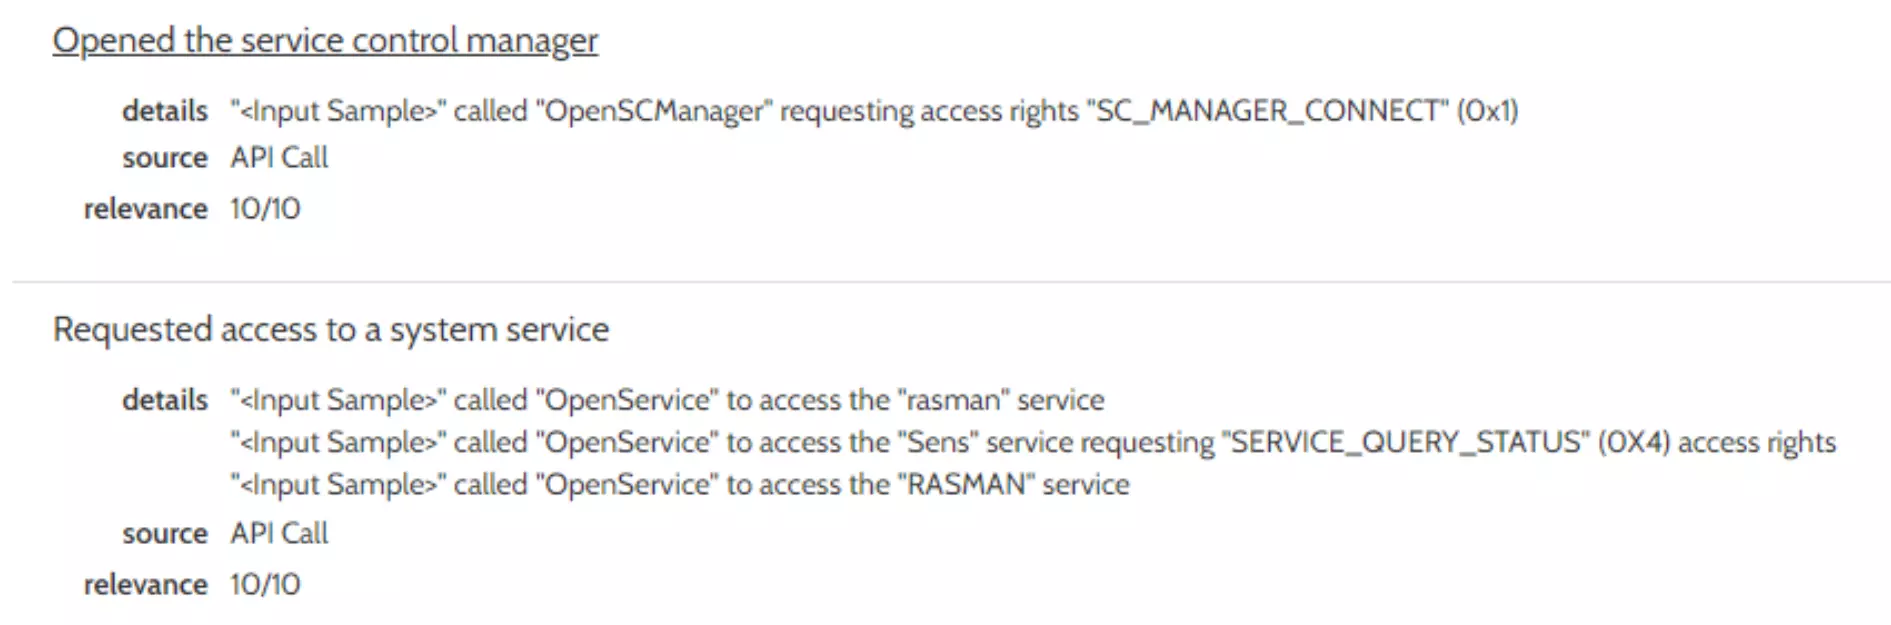 Opened the service control manager
details "<Input Sample>" called "OpenSCManager" requesting access rights "SC_MANAGER_CONNECT" (0x1)
source API Call
relevance 10/10
Requested access to a system service
details "<Input Sample>" called "OpenService" to access the "rasman" service
"<Input Sample>" called "OpenService" to access the "Sens" service requesting "SERVICE_QUERY_STATUS" (0X4) access rights
"<Input Sample>" called "OpenService" to access the "RASMAN" service
source API Call
relevance 10/10